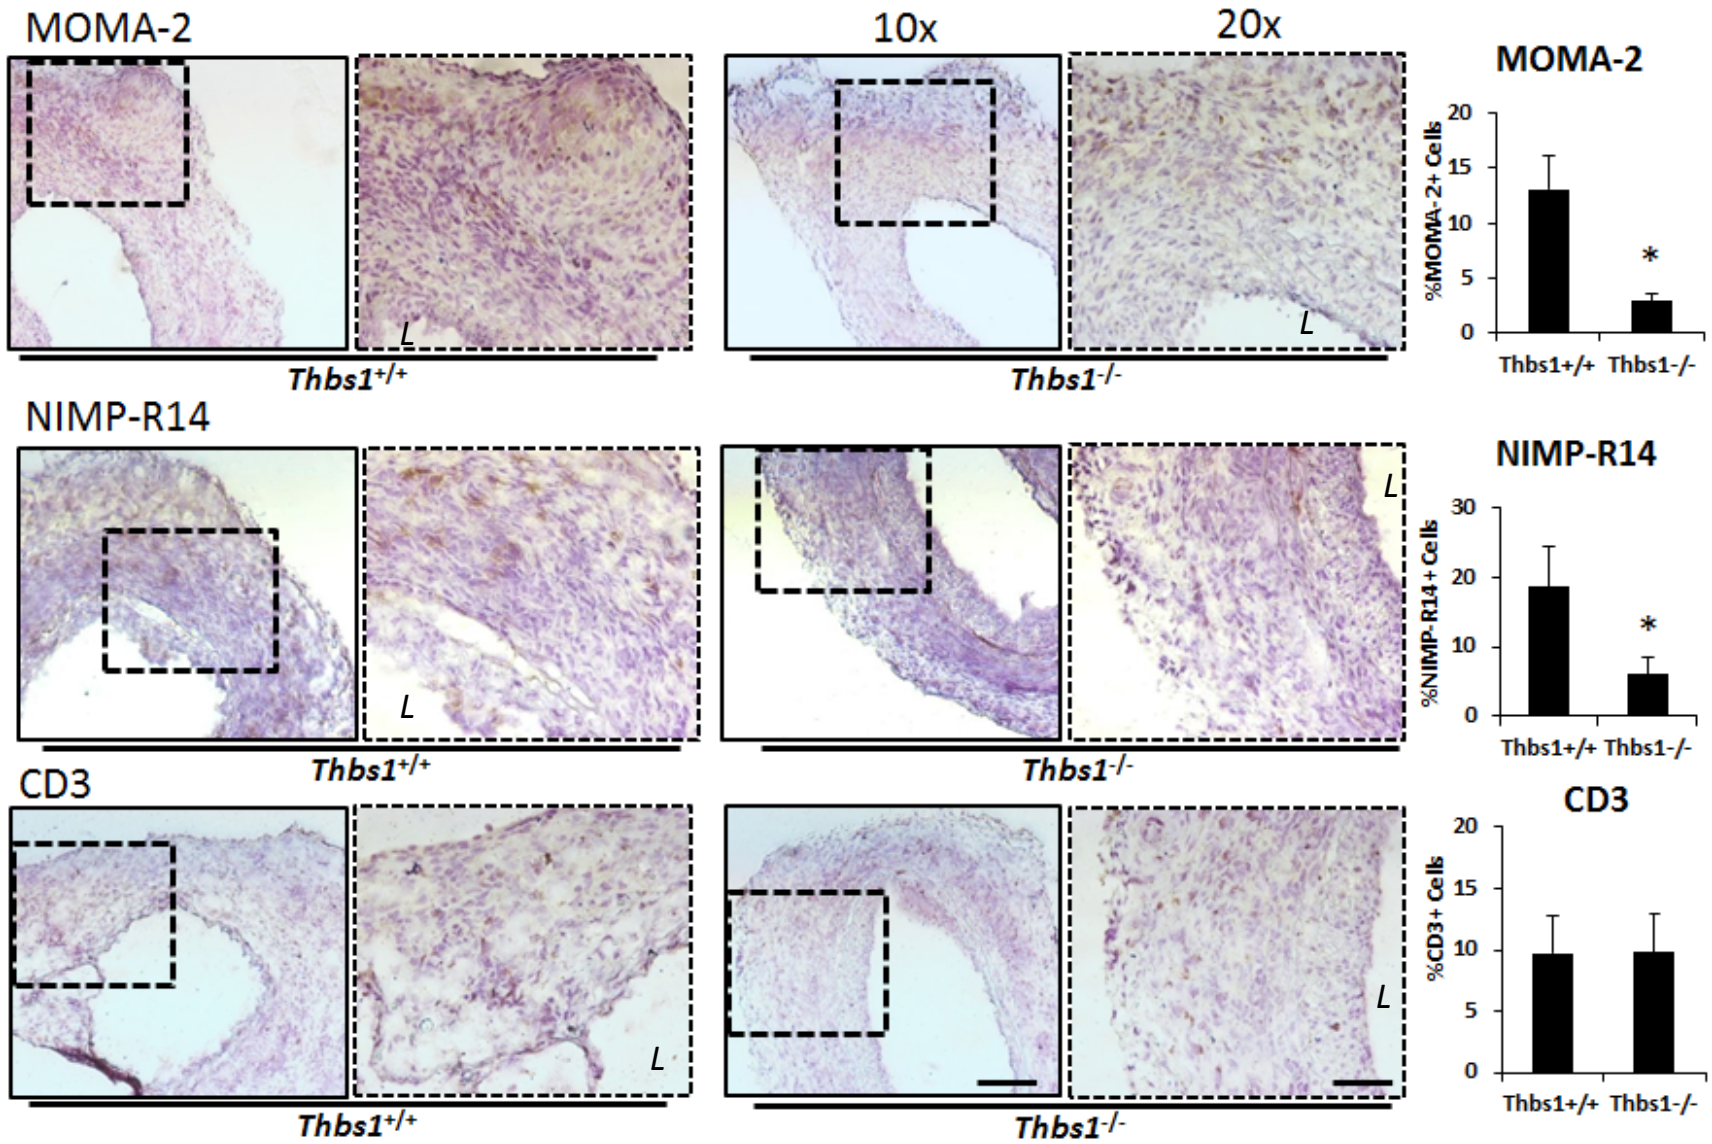 MOMA-2
10x
20x
MOMA-2
L
L
Thbs1+/+
Thbs1-/-
%MOMA-2+ Cells
20
15
10
5
0
*
Thbs1+/+ Thbs1-/-
NIMP-R14
NIMP-R14
L
L
Thbs1+/+
Thbs1-/-
%NIMP-R14+ Cells
30
20
10
0
*
Thbs1+/+ Thbs1-/-
CD3
CD3
L
L
Thbs1+/+
Thbs1-/-
%CD3+ Cells
20
15
10
5
0
Thbs1+/+ Thbs1-/-